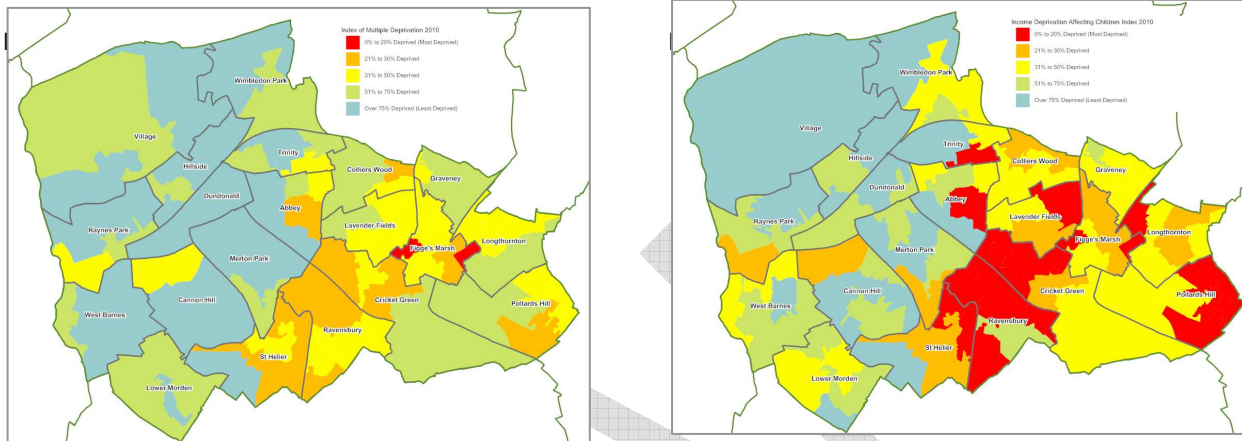 Index of Multiple Deprivation 2010
0% to 20% Deprived (Most Deprived)
21% to 30% Deprived
31% to 50% Deprived
51% to 75% Deprived
Over 75% Deprived (Least Deprived)
Wimbledon Park
Village
Trinity
Hillside
Colliers Wood
Graveney
Dundonald
Abbey
Lavender Fields
Raynes Park
Figge's Marsh
Longthornton
Merton Park
Cannon Hill
Cricket Green
Pollards Hill
West Barnes
Ravensbury
St Helier
Lower Morden
Income Deprivation Affecting Children Index 2010
0% to 20% Deprived (Most Deprived)
21% to 30% Deprived
31% to 50% Deprived
51% to 75% Deprived
Over 75% Deprived (Least Deprived)
Wimbledon Park
Village
Trinity
Hillside
Colliers Wood
Graveney
Dundonald
Abbey
Lavender Fields
Raynes Park
Figge's Marsh
Longthornton
Merton Park
Cannon Hill
Cricket Green
Pollards Hill
West Barnes
Ravensbury
St Helier
Lower Morden